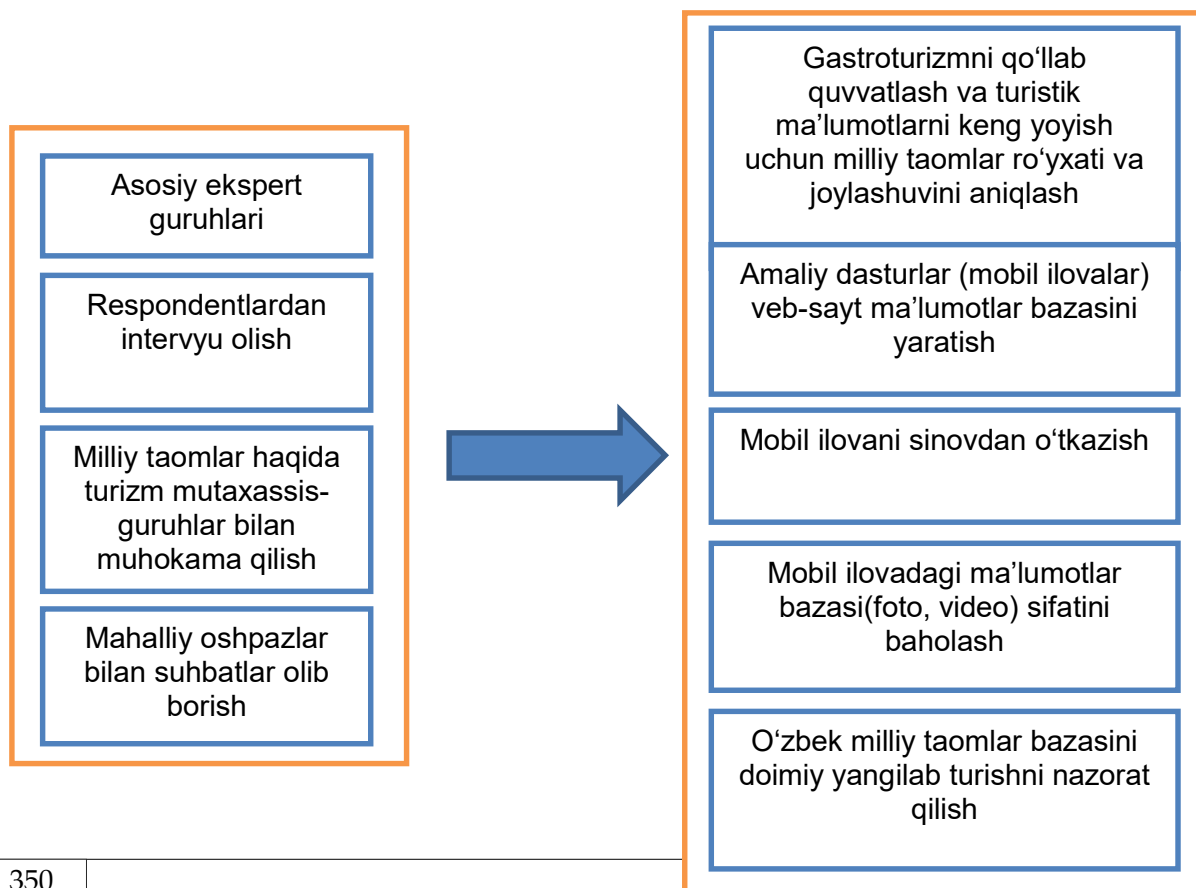 Asosiy ekspert
guruhlari
Respondentlardan
intervyu olish
Milliy taomlar haqida
turizm mutaxassis-
guruhlar bilan
muhokama qilish
Mahalliy oshpazlar
bilan suhbatlar olib
borish
Gastroturizmni qo‘llab
quvvatlash va turistik
ma’lumotlarni keng yoyish
uchun milliy taomlar ro‘yxati va
joylashuvini aniqlash
Amaliy dasturlar (mobil ilovalar)
veb-sayt ma’lumotlar bazasini
yaratish
Mobil ilovani sinovdan o‘tkazish
Mobil ilovadagi ma’lumotlar
bazasi(foto, video) sifatini
baholash
O‘zbek milliy taomlar bazasini
doimiy yangilab turishni nazorat
qilish
350